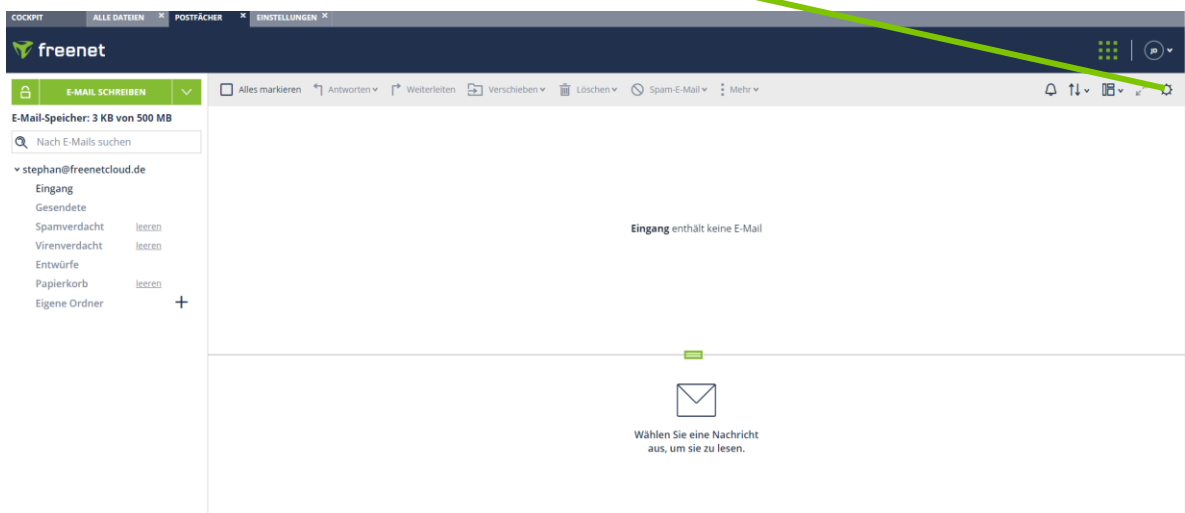 COCKPIT ALLE DATEIEN × POSTFÄCHER × EINSTELLUNGEN ×
freenet JD
E-MAIL SCHREIBEN Alles markieren Antworten Weiterleiten Verschieben Löschen Spam-E-Mail Mehr
E-Mail-Speicher: 3 KB von 500 MB
Nach E-Mails suchen
stephan@freenetcloud.de
Eingang
Gesendete
Spamverdacht leeren
Eingang enthält keine E-Mail
Virenverdacht leeren
Entwürfe
Papierkorb leeren
Eigene Ordner +
Wählen Sie eine Nachricht
aus, um sie zu lesen.